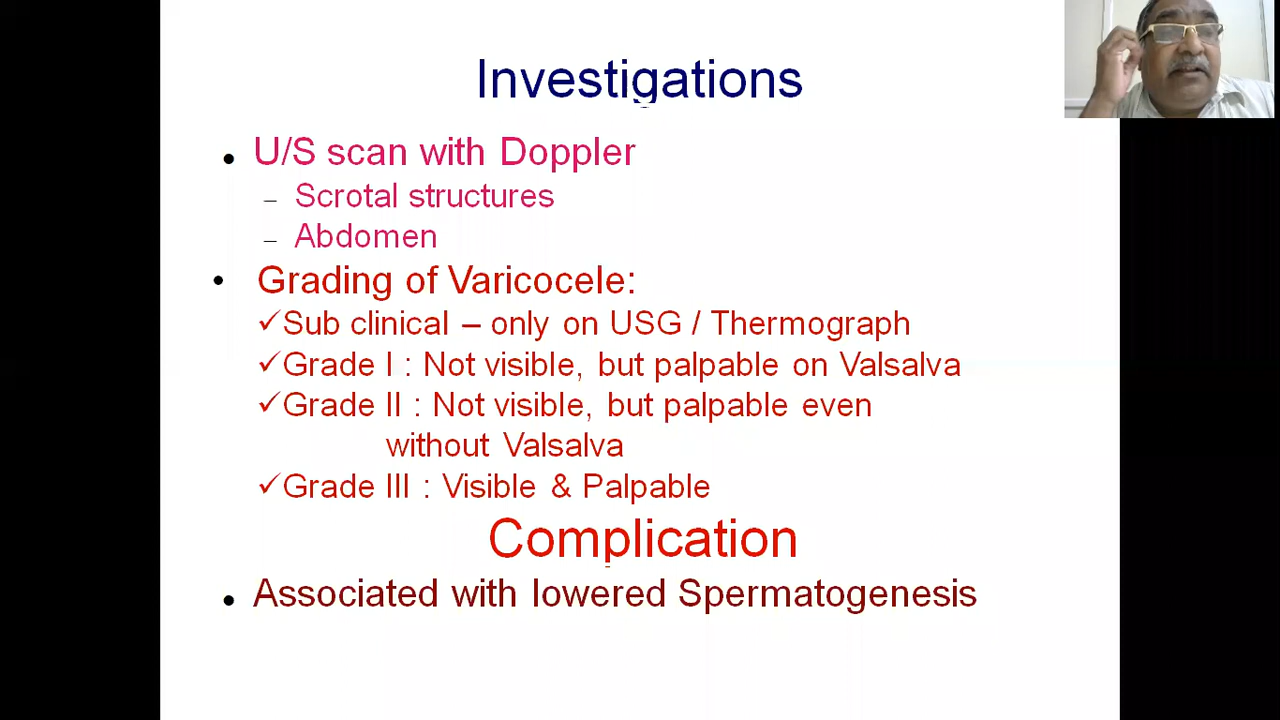 Investigations
• U/S scan with Doppler
– Scrotal structures
– Abdomen
• Grading of Varicocele:
✓Sub clinical – only on USG / Thermograph
✓Grade I : Not visible, but palpable on Valsalva
✓Grade II : Not visible, but palpable even
without Valsalva
✓Grade III : Visible & Palpable
Complication
• Associated with lowered Spermatogenesis